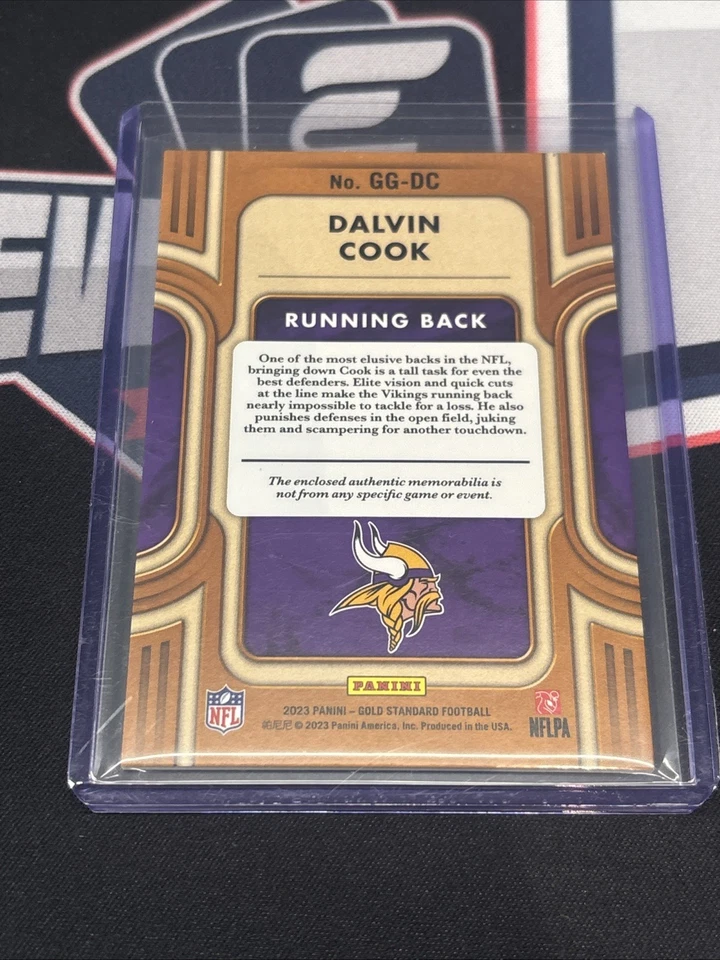 No. GG-DC
DALVIN
COOK
RUNNING BACK
One of the most elusive backs in the NFL,
bringing down Cook is a tall task for even the
best defenders. Elite vision and quick cuts
at the line make the Vikings running back
nearly impossible to tackle for a loss. He also
punishes defenses in the open field, juking
them and scampering for another touchdown.
The enclosed authentic memorabilia is
not from any specific game or event.
PANINI
NFL
2023 PANINI – GOLD STANDARD FOOTBALL
帕尼尼 © 2023 Panini America, Inc. Produced in the USA.
NFLPA